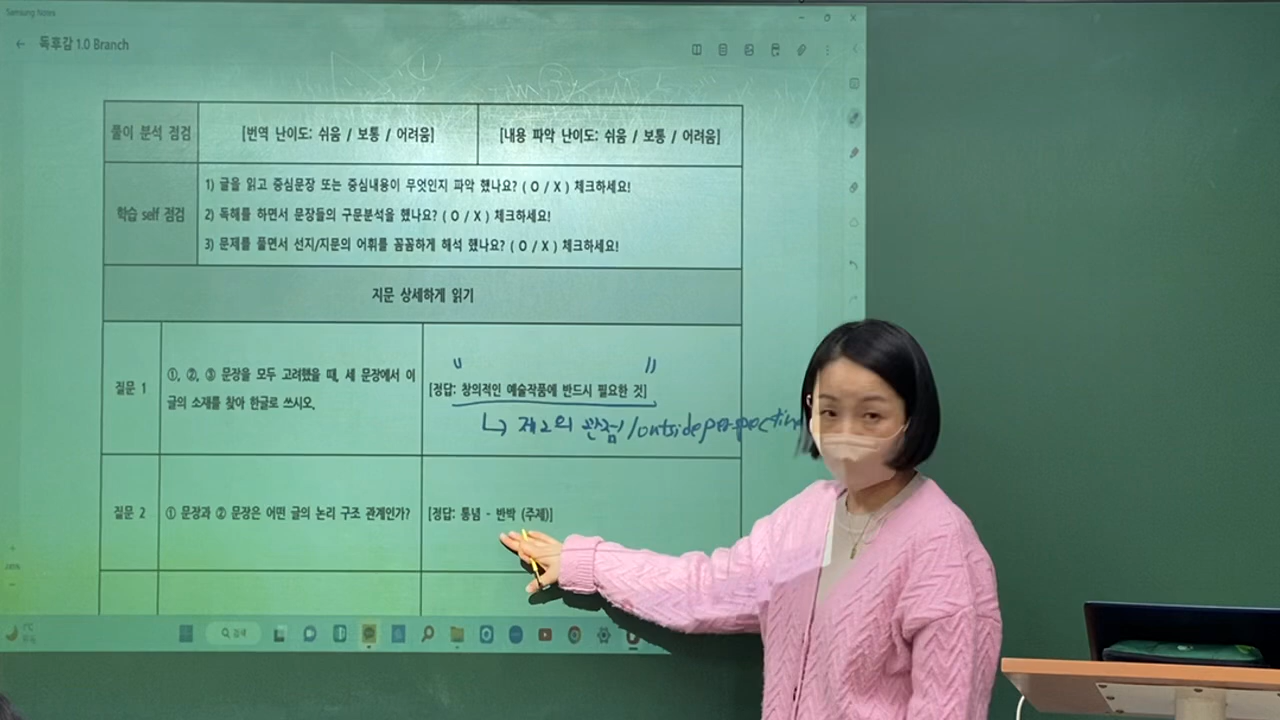 Samsung Notes
독후감 1.0 Branch
풀이 분석 점검
[번역 난이도: 쉬움 / 보통 / 어려움]
[내용 파악 난이도: 쉬움 / 보통 / 어려움]
학습 self 점검
1) 글을 읽고 중심문장 또는 중심내용이 무엇인지 파악 했나요? ( O / X ) 체크하세요!
2) 독해를 하면서 문장들의 구문분석을 했나요? ( O / X ) 체크하세요!
3) 문제를 풀면서 선지/지문의 어휘를 꼼꼼하게 해석 했나요? ( O / X ) 체크하세요!
지문 상세하게 읽기
질문 1
①, ②, ③ 문장을 모두 고려했을 때, 세 문장에서 이
글의 소재를 찾아 한글로 쓰시오.
[정답: 창의적인 예술작품에 반드시 필요한 것]
↳ 제2의 관점/outside perspective
질문 2
① 문장과 ② 문장은 어떤 글의 논리 구조 관계인가?
[정답: 통념 - 반박 (주제)]
검색